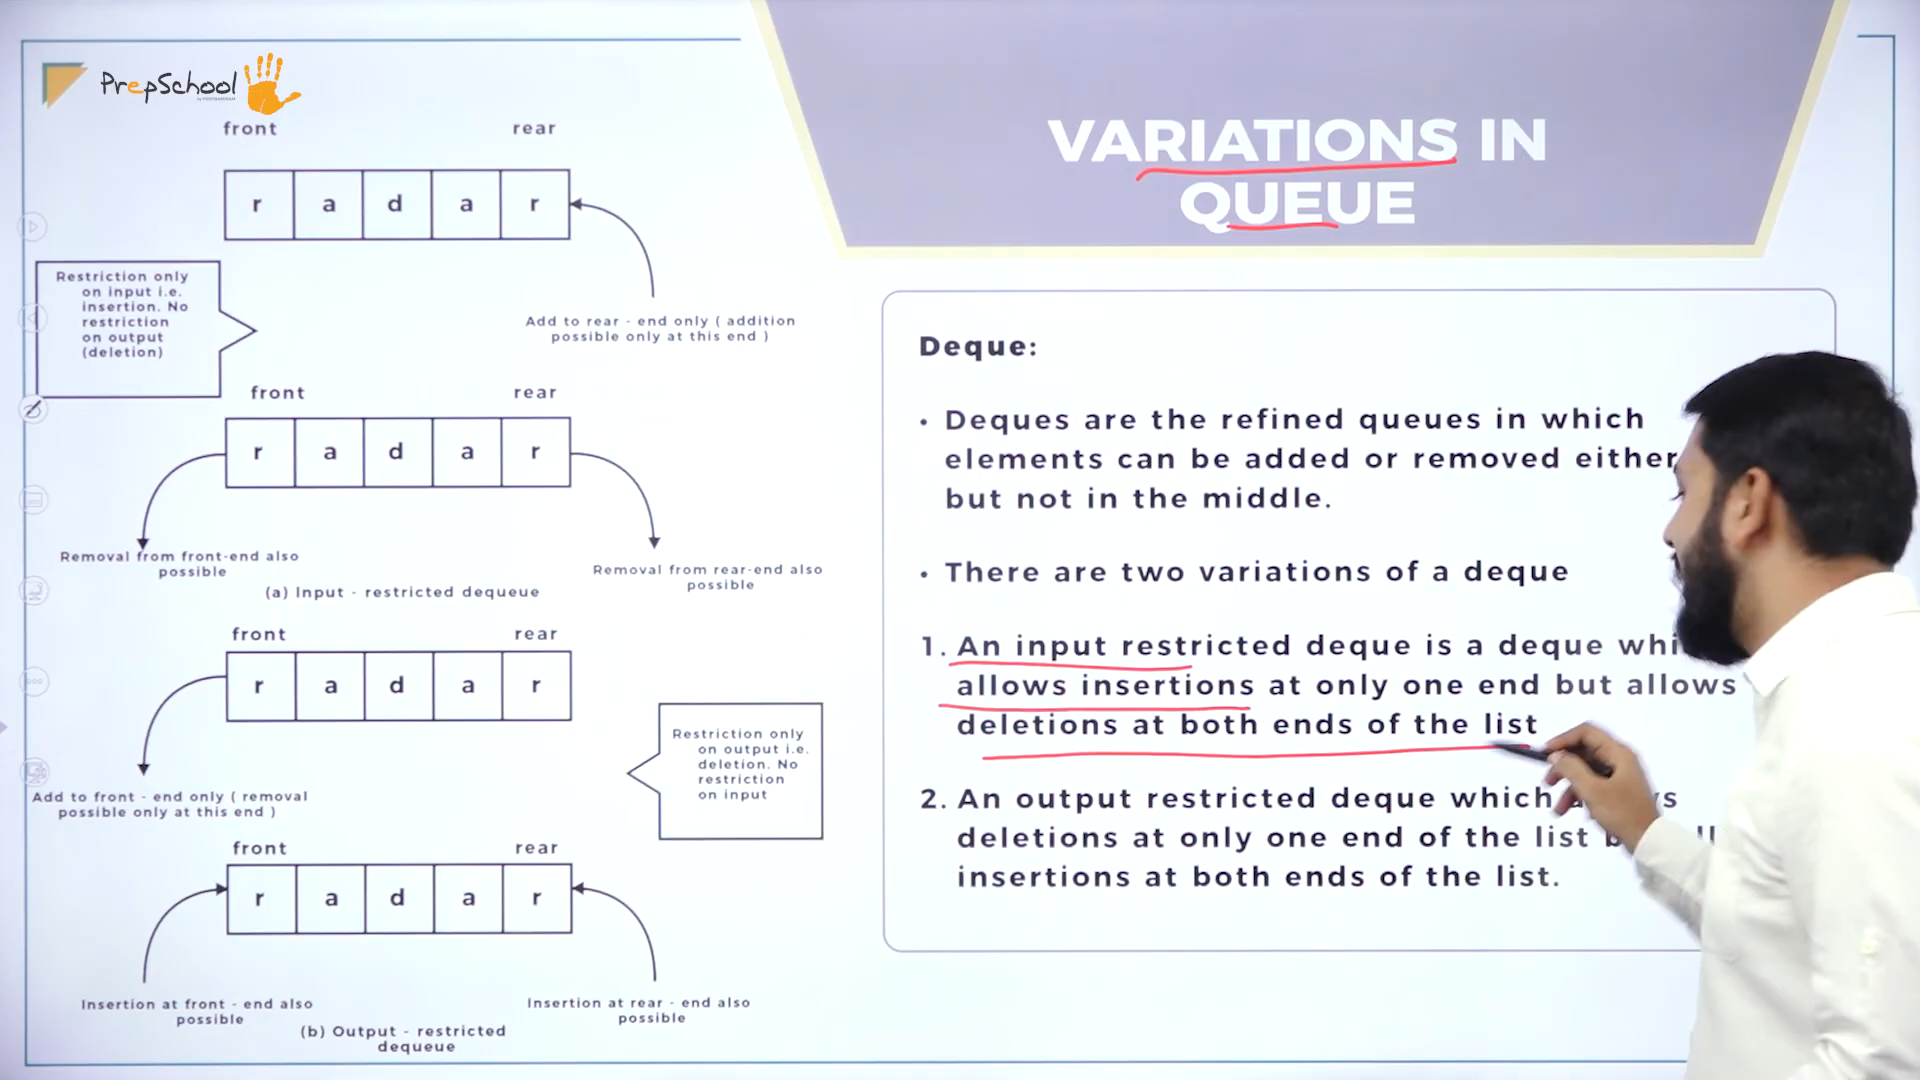 PrepSchool
front rear
r a d a r
Restriction only
on input i.e.
insertion. No
restriction
on output
(deletion)
Add to rear - end only ( addition
possible only at this end )
front rear
r a d a r
Removal from front-end also
possible
Removal from rear-end also
possible
(a) Input - restricted dequeue
front rear
r a d a r
Add to front - end only ( removal
possible only at this end )
Restriction only
on output i.e.
deletion. No
restriction
on input
front rear
r a d a r
Insertion at front - end also
possible
Insertion at rear - end also
possible
(b) Output - restricted
dequeue
VARIATIONS IN
QUEUE
Deque:
• Deques are the refined queues in which
elements can be added or removed either
but not in the middle.
• There are two variations of a deque
1. An input restricted deque is a deque
allows insertions at only one end but allows
deletions at both ends of the list
2. An output restricted deque which
deletions at only one end of the list
insertions at both ends of the list.